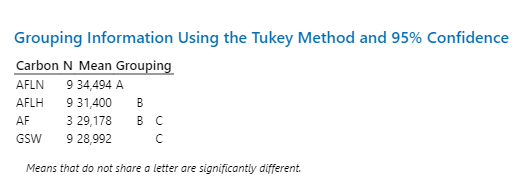 Grouping Information Using the Tukey Method and 95% Confidence
Carbon N Mean Grouping
AFLN 9 34,494 A
AFLH 9 31,400 B
AF 3 29,178 B C
GSW 9 28,992 C
Means that do not share a letter are significantly different.